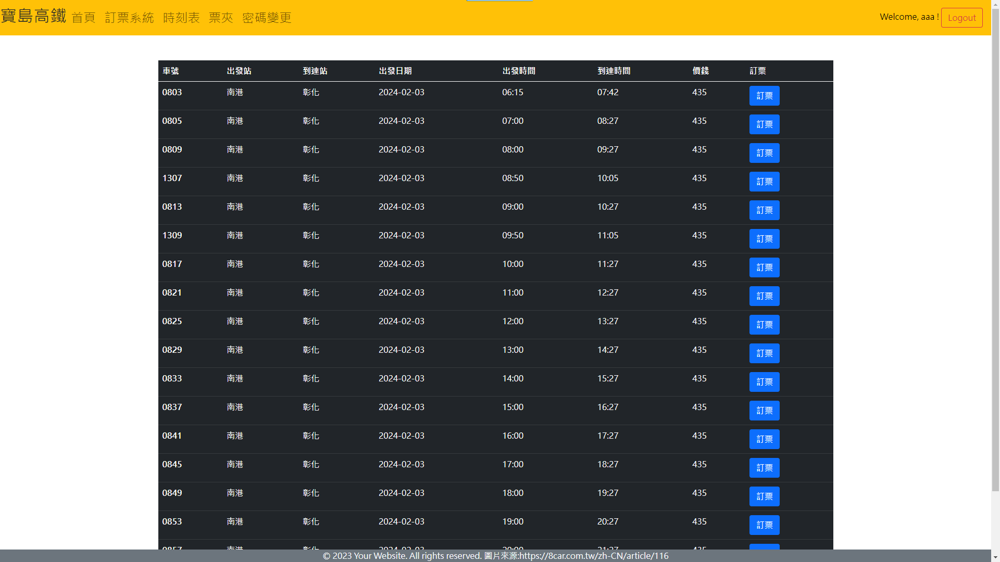 寶島高鐵 首頁 訂票系統 時刻表 票夾 密碼變更 Welcome, aaa ! Logout
車號 出發站 到達站 出發日期 出發時間 到達時間 價錢 訂票
0803 南港 彰化 2024-02-03 06:15 07:42 435 訂票
0805 南港 彰化 2024-02-03 07:00 08:27 435 訂票
0809 南港 彰化 2024-02-03 08:00 09:27 435 訂票
1307 南港 彰化 2024-02-03 08:50 10:05 435 訂票
0813 南港 彰化 2024-02-03 09:00 10:27 435 訂票
1309 南港 彰化 2024-02-03 09:50 11:05 435 訂票
0817 南港 彰化 2024-02-03 10:00 11:27 435 訂票
0821 南港 彰化 2024-02-03 11:00 12:27 435 訂票
0825 南港 彰化 2024-02-03 12:00 13:27 435 訂票
0829 南港 彰化 2024-02-03 13:00 14:27 435 訂票
0833 南港 彰化 2024-02-03 14:00 15:27 435 訂票
0837 南港 彰化 2024-02-03 15:00 16:27 435 訂票
0841 南港 彰化 2024-02-03 16:00 17:27 435 訂票
0845 南港 彰化 2024-02-03 17:00 18:27 435 訂票
0849 南港 彰化 2024-02-03 18:00 19:27 435 訂票
0853 南港 彰化 2024-02-03 19:00 20:27 435 訂票
0857 南港 彰化 2024-02-03 20:00 21:27 435
© 2023 Your Website. All rights reserved. 圖片來源:https://8car.com.tw/zh-CN/article/116